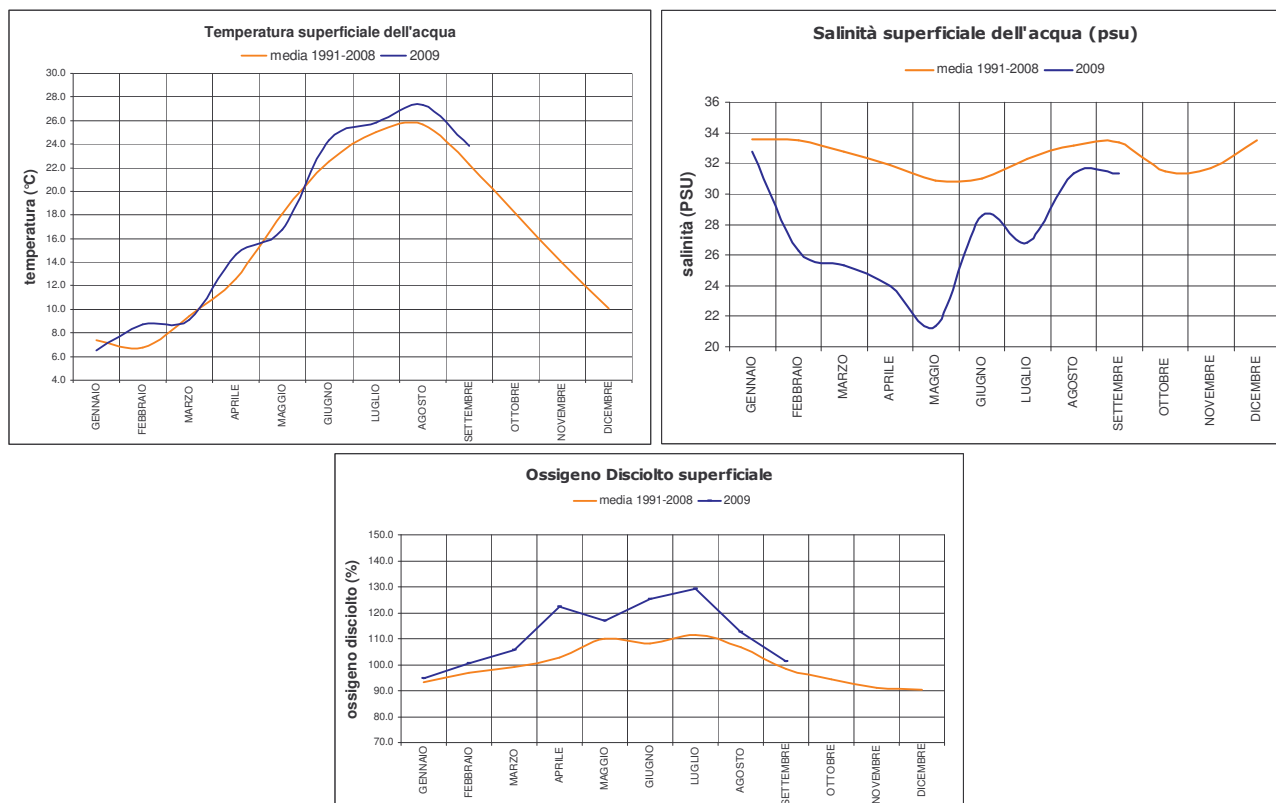 Temperatura superficiale dell'acqua
media 1991-2008 2009
temperatura (°C)
30.0
28.0
26.0
24.0
22.0
20.0
18.0
16.0
14.0
12.0
10.0
8.0
6.0
4.0
GENNAIO
FEBBRAIO
MARZO
APRILE
MAGGIO
GIUGNO
LUGLIO
AGOSTO
SETTEMBRE
OTTOBRE
NOVEMBRE
DICEMBRE
Salinità superficiale dell'acqua (psu)
media 1991-2008 2009
salinità (PSU)
36
34
32
30
28
26
24
22
20
GENNAIO
FEBBRAIO
MARZO
APRILE
MAGGIO
GIUGNO
LUGLIO
AGOSTO
SETTEMBRE
OTTOBRE
NOVEMBRE
DICEMBRE
Ossigeno Disciolto superficiale
media 1991-2008 2009
ossigeno disciolto (%)
150.0
140.0
130.0
120.0
110.0
100.0
90.0
80.0
70.0
GENNAIO
FEBBRAIO
MARZO
APRILE
MAGGIO
GIUGNO
LUGLIO
AGOSTO
SETTEMBRE
OTTOBRE
NOVEMBRE
DICEMBRE